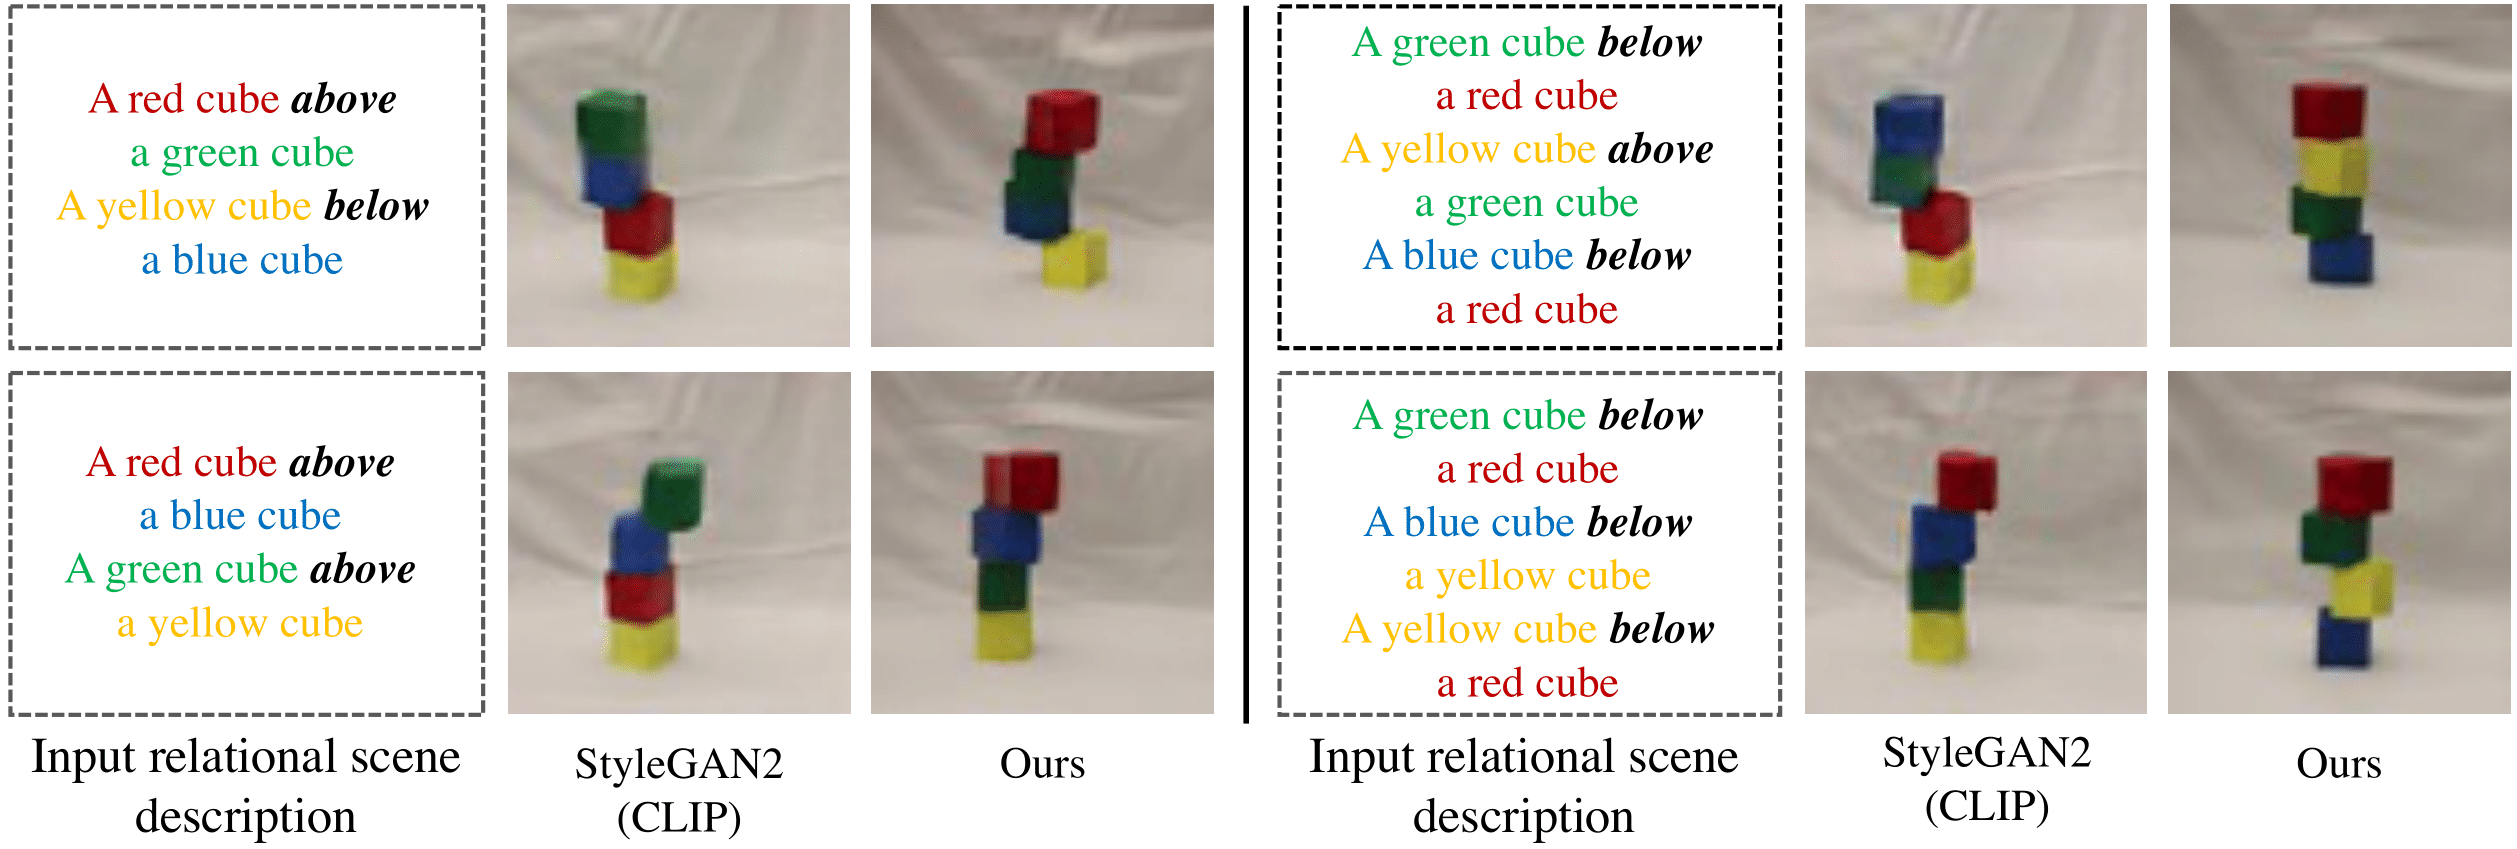 A red cube above
a green cube
A yellow cube below
a blue cube
A green cube below
a red cube
A yellow cube above
a green cube
A blue cube below
a red cube
A red cube above
a blue cube
A green cube above
a yellow cube
A green cube below
a red cube
A blue cube below
a yellow cube
A yellow cube below
a red cube
Input relational scene
description
StyleGAN2
(CLIP)
Ours
Input relational scene
description
StyleGAN2
(CLIP)
Ours